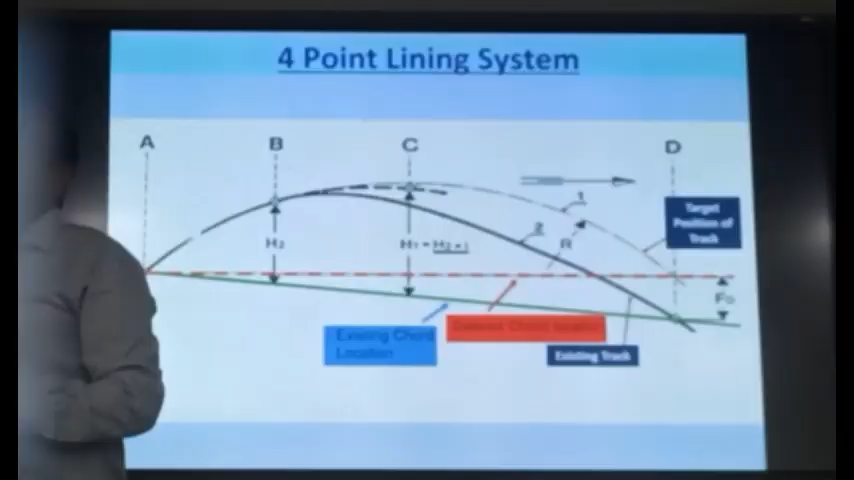 4 Point Lining System
A
B
C
D
1
Target
Position of
Track
2
R
H₂
F₀
Existing Chord
Location
Existing Track